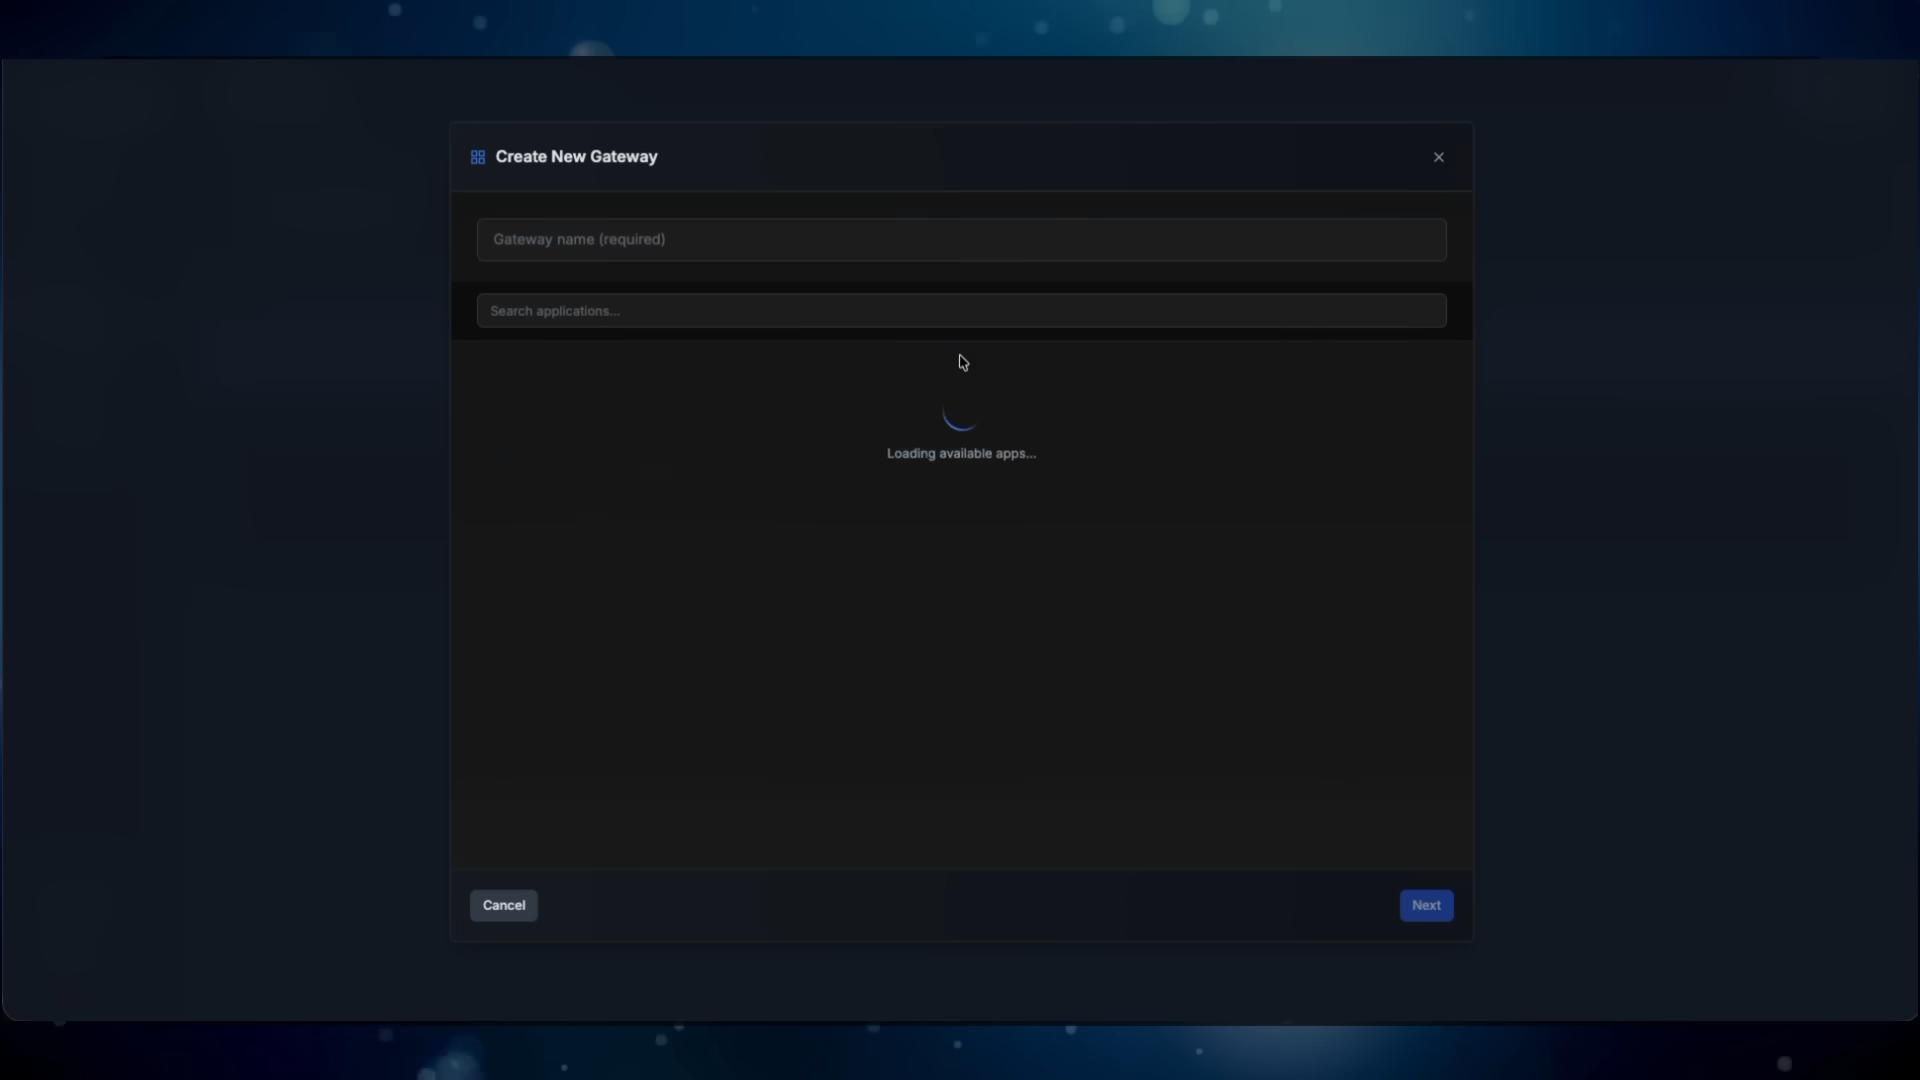 Create New Gateway
Gateway name (required)
Search applications...
Loading available apps...
Cancel
Next